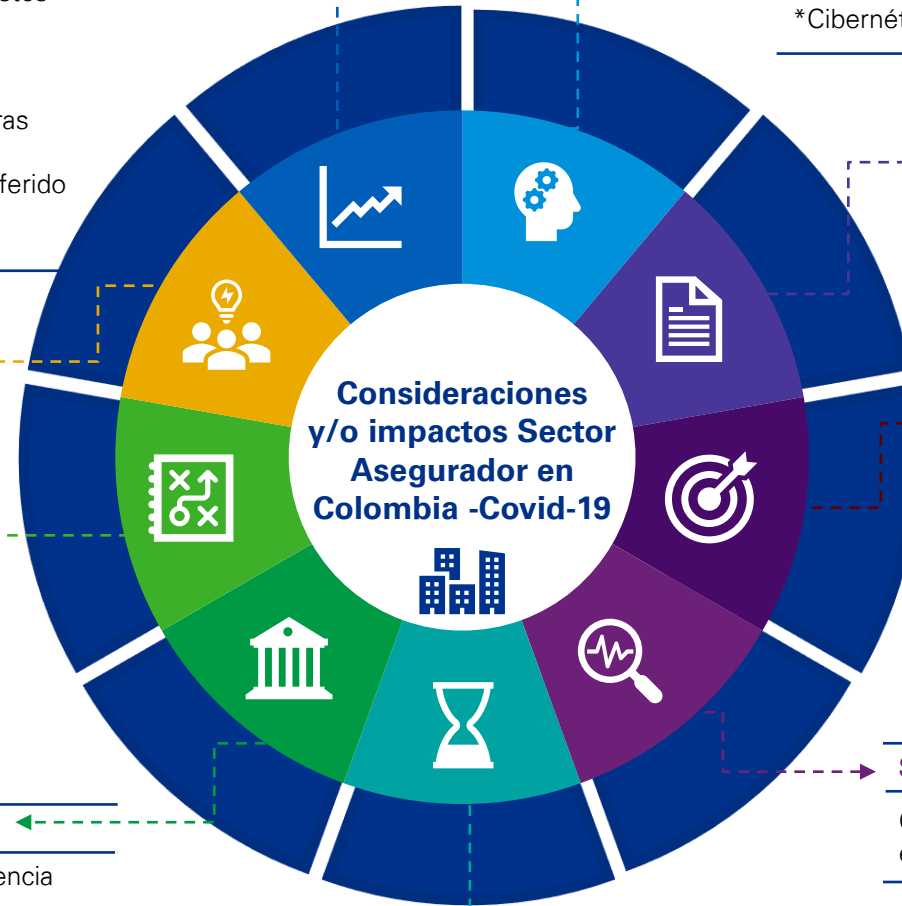 *Cibernét
ras
ferido
Consideraciones
y/o impactos Sector
Asegurador en
Colombia -Covid-19
encia